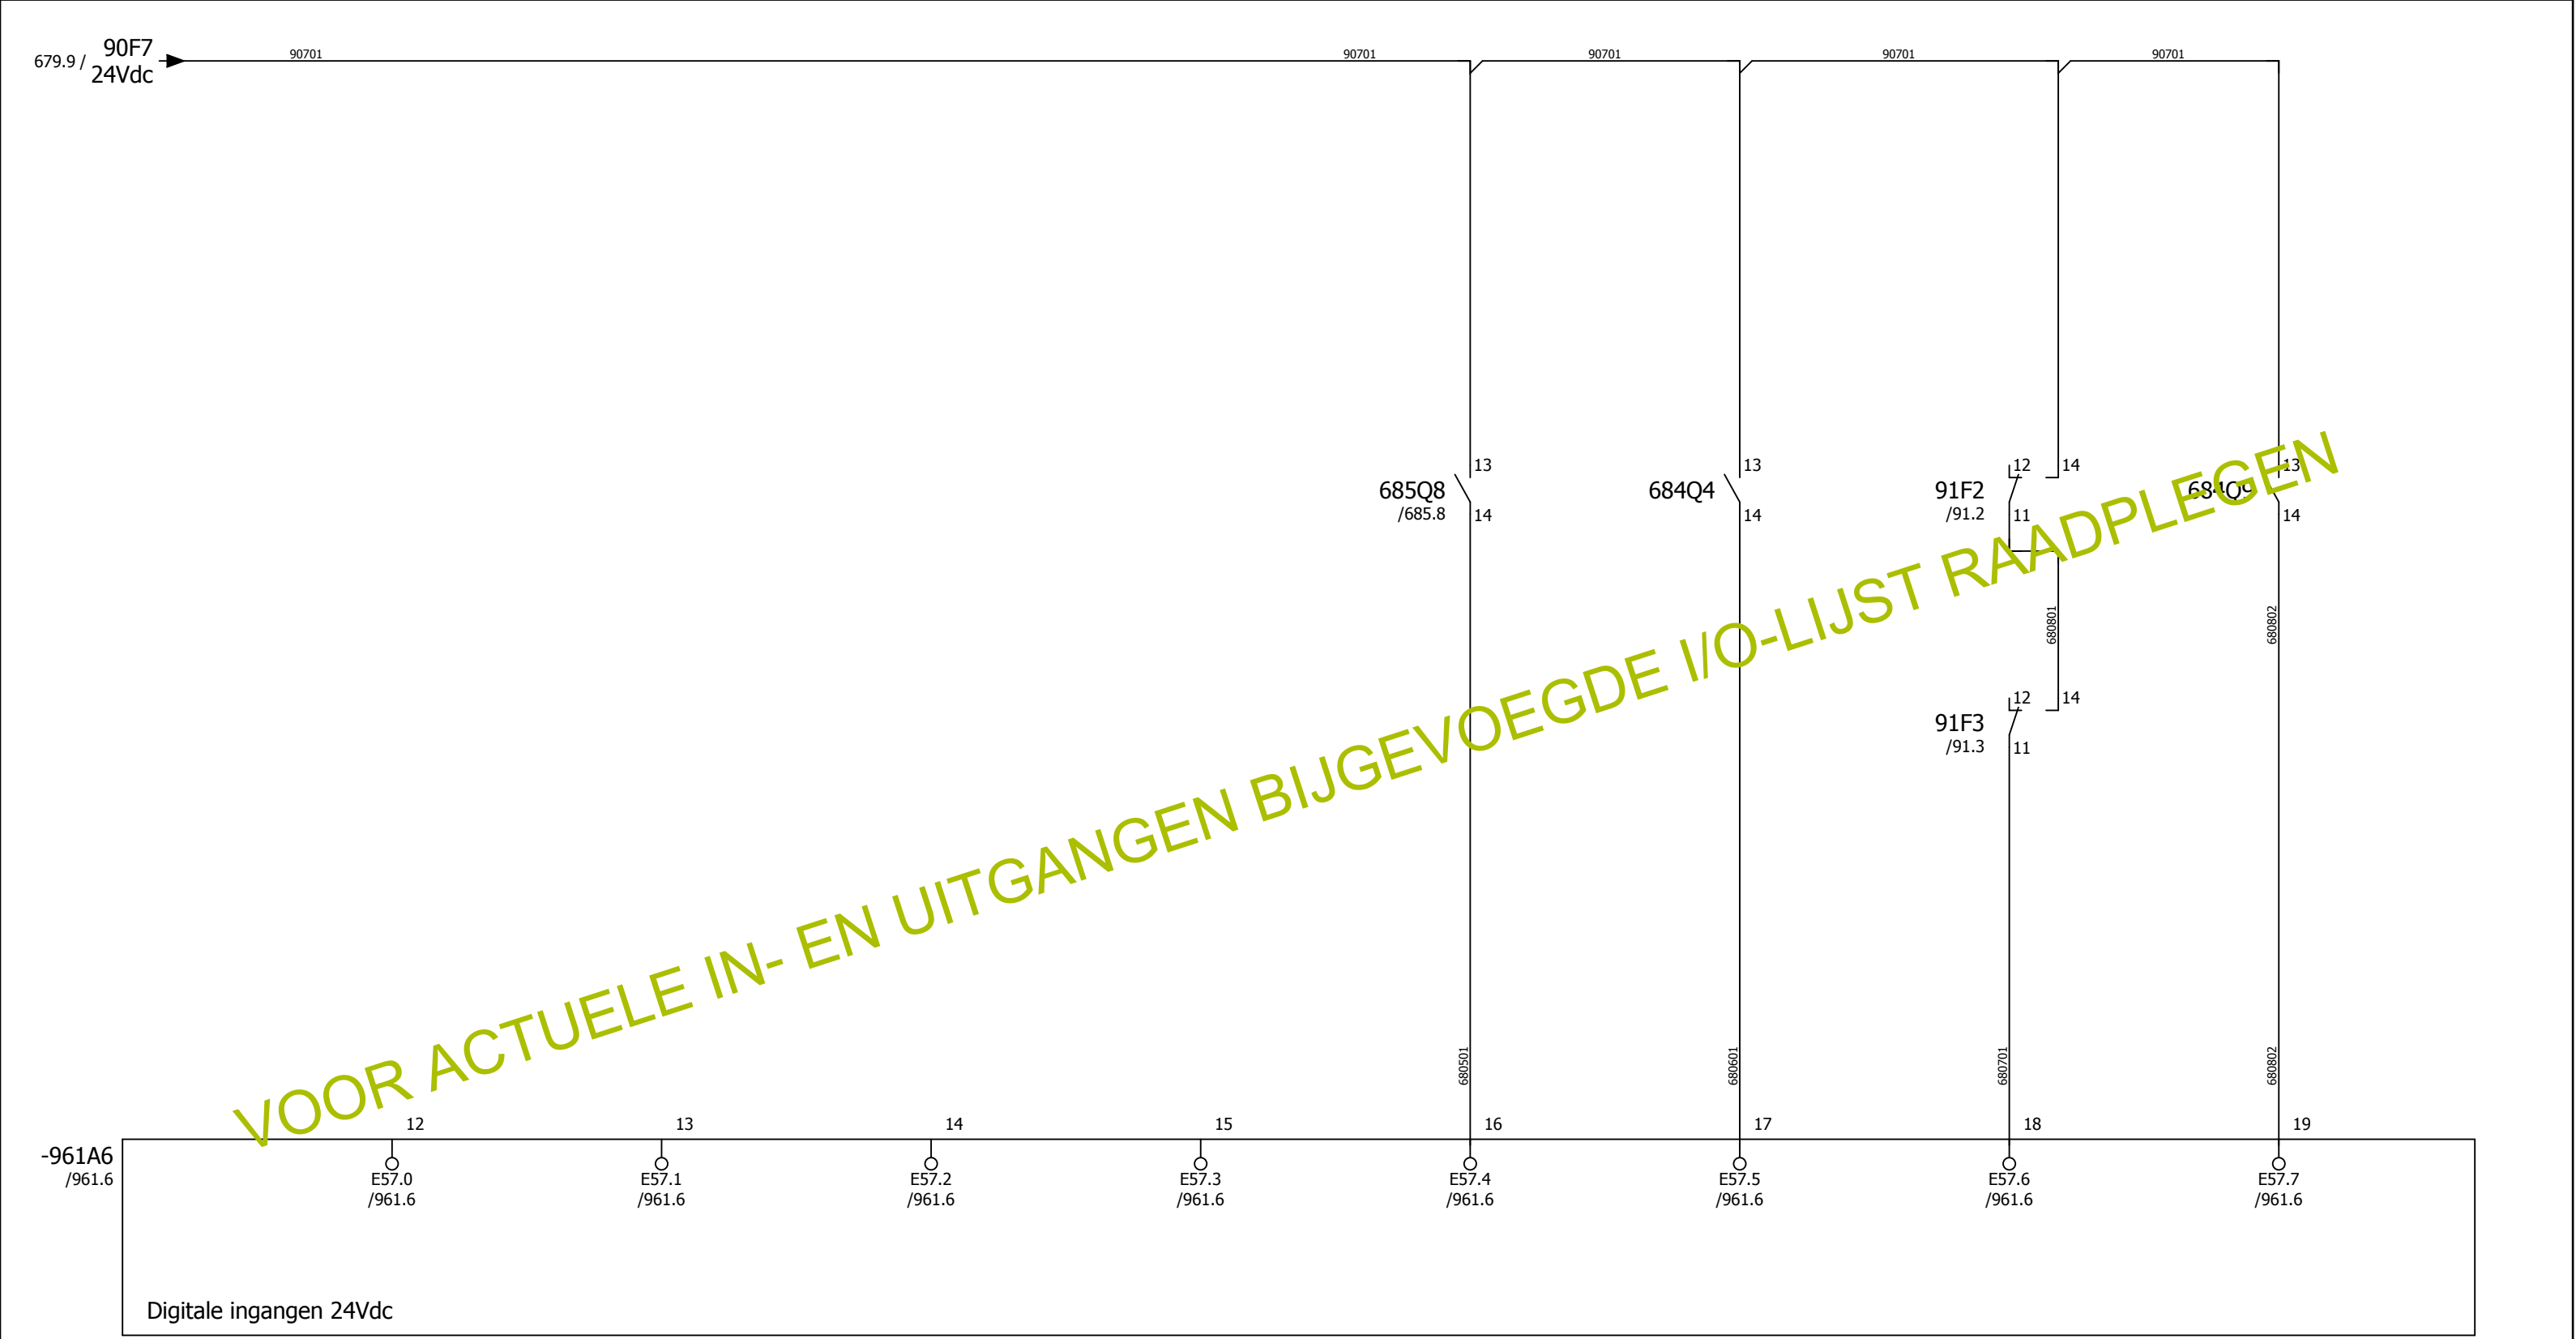 90F7
679.9 /
24Vdc
90701
90701
90701
90701
90701
13
685Q8
/685.8
14
13
684Q4
14
12
14
91F2
/91.2
11
13
684Q9
14
680801
680802
12
14
91F3
/91.3
11
VOOR ACTUELE IN- EN UITGANGEN BIJGEVOEGDE I/O-LIJST RAADPLEGEN
680501
680601
680701
680802
12
13
14
15
16
17
18
19
-961A6
/961.6
E57.0
/961.6
E57.1
/961.6
E57.2
/961.6
E57.3
/961.6
E57.4
/961.6
E57.5
/961.6
E57.6
/961.6
E57.7
/961.6
Digitale ingangen 24Vdc